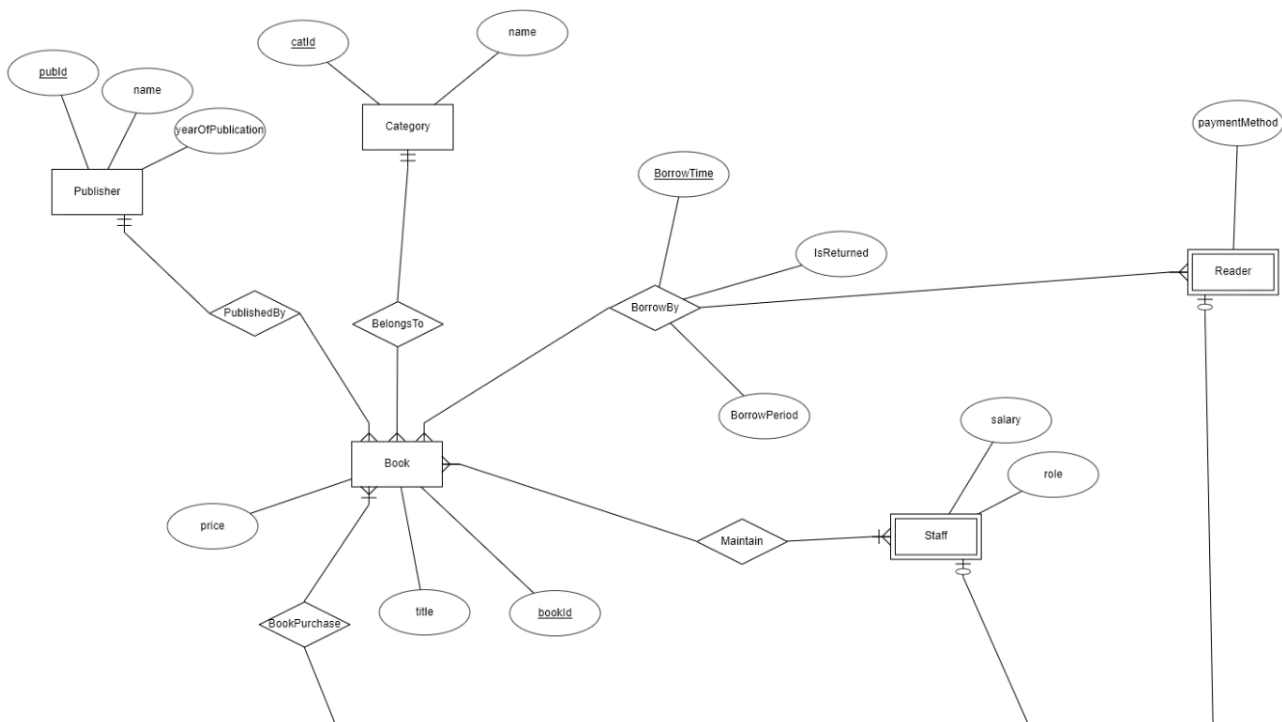 catId
name
pubId
name
yearOfPublication
Category
paymentMethod
Publisher
BorrowTime
IsReturned
Reader
PublishedBy
BelongsTo
BorrowBy
BorrowPeriod
salary
Book
role
price
Maintain
Staff
title
bookId
BookPurchase